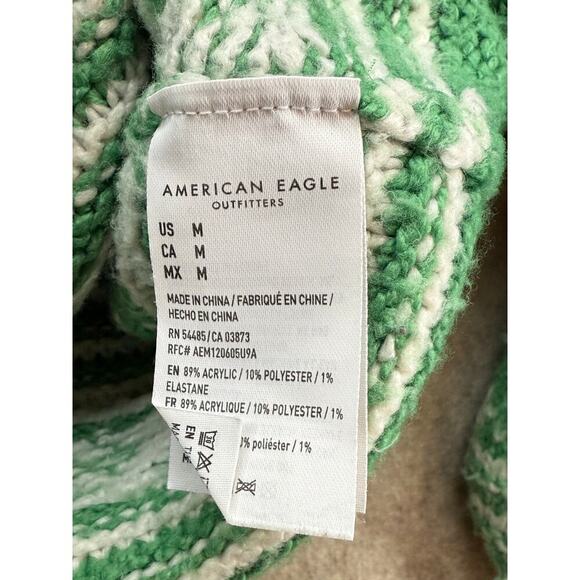 AMERICAN EAGLE
OUTFITTERS
US M
CA M
MX M
MADE IN CHINA / FABRIQUÉ EN CHINE /
HECHO EN CHINA
RN 54485 / CA 03873
RFC# AEM120605U9A
EN 89% ACRYLIC / 10% POLYESTER / 1%
ELASTANE
FR 89% ACRYLIQUE / 10% POLYESTER / 1%
% poliéster / 1%
EN